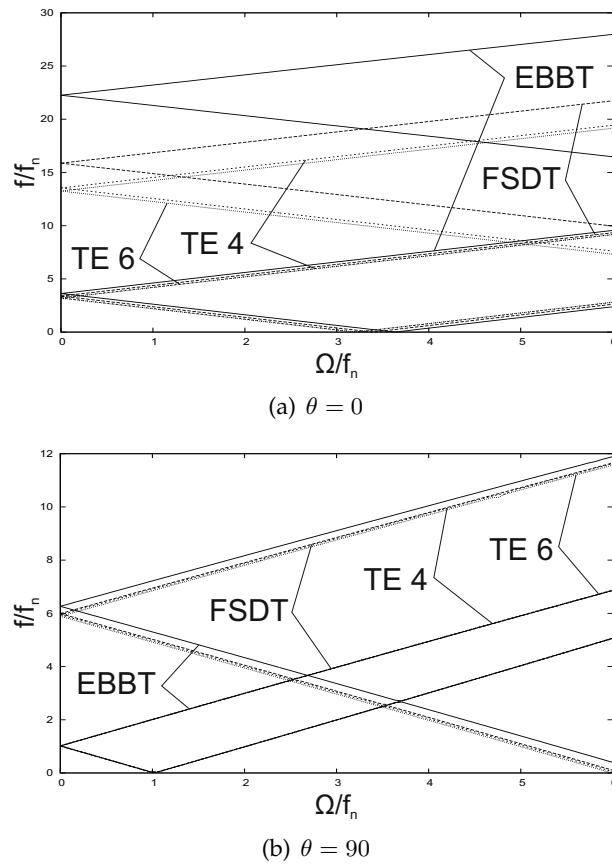 30
25
20
15
10
5
0
f/fₙ
EBBT
FSDT
TE 4
TE 6
0 1 2 3 4 5 6
Ω/fₙ
(a) θ = 0
12
10
8
6
4
2
0
f/fₙ
TE 6
TE 4
FSDT
EBBT
0 1 2 3 4 5 6
Ω/fₙ
(b) θ = 90